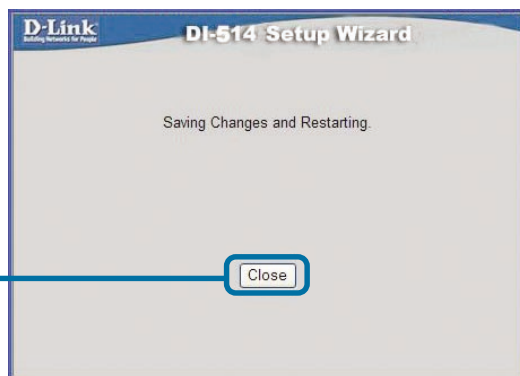 D-Link
Building Networks for People
DI-514 Setup Wizard
Saving Changes and Restarting.
Close